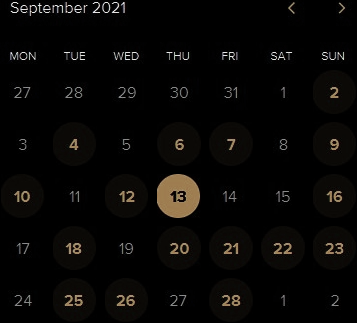 September 2021
MON TUE WED THU FRI SAT SUN
27 28 29 30 31 1 2
3 4 5 6 7 8 9
10 11 12 13 14 15 16
17 18 19 20 21 22 23
24 25 26 27 28 1 2